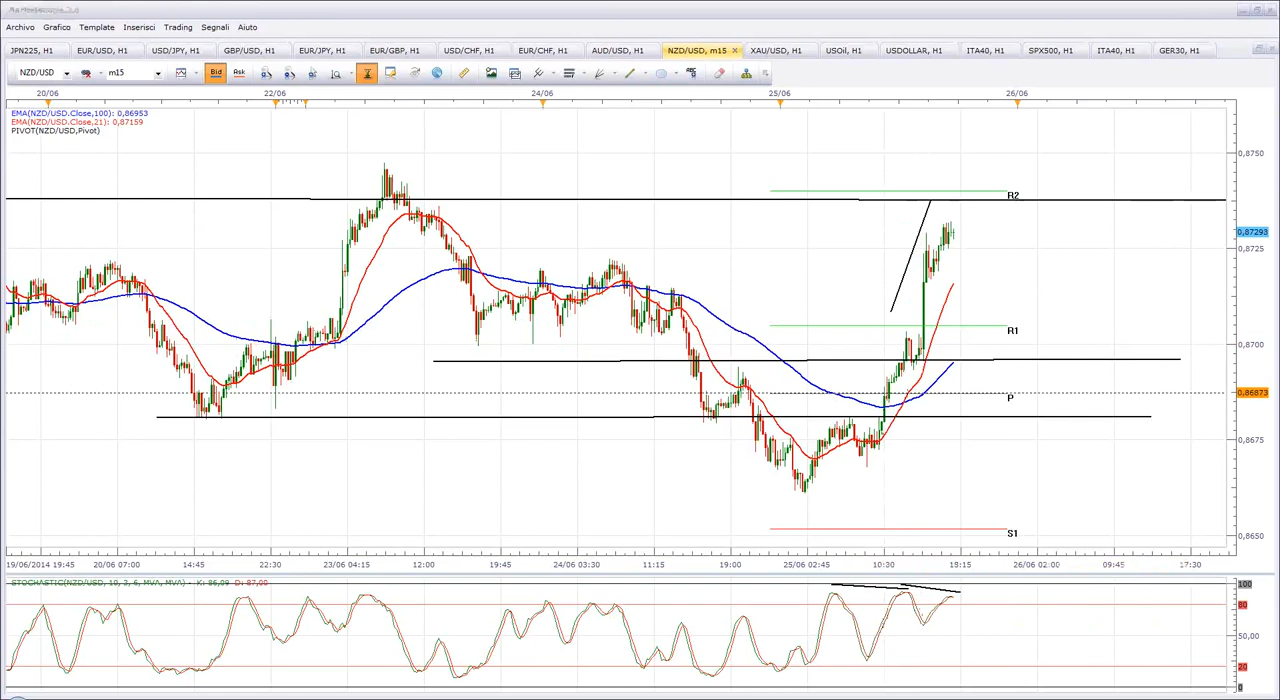 Archivo Grafico Template Inserisci Trading Segnali Aiuto
JPN225, H1 EUR/USD, H1 USD/JPY, H1 GBP/USD, H1 EUR/JPY, H1 EUR/GBP, H1 USD/CHF, H1 EUR/CHF, H1 AUD/USD, H1 NZD/USD, m15 XAU/USD, H1 USOil, H1 USDOLLAR, H1 ITA40, H1 SPX500, H1 ITA40, H1 GER30, H1
NZD/USD m15 Bid Ask
20/06 22/06 24/06 25/06 26/06
EMA(NZD/USD.Close,100): 0,86953
EMA(NZD/USD.Close,21): 0,87159
PIVOT(NZD/USD,Pivot)
0,8750
R2
0,87293
0,8725
R1
0,8700
0,86873
P
0,8675
S1
0,8650
19/06/2014 19:45 20/06 07:00 14:45 22:30 23/06 04:15 12:00 19:45 24/06 03:30 11:15 19:00 25/06 02:45 10:30 19:15 26/06 02:00 09:45 17:30
STOCHASTIC(NZD/USD, 10, 3, 6, MVA, MVA) - K: 86,09 D: 87,00
100
80
50,00
20
0